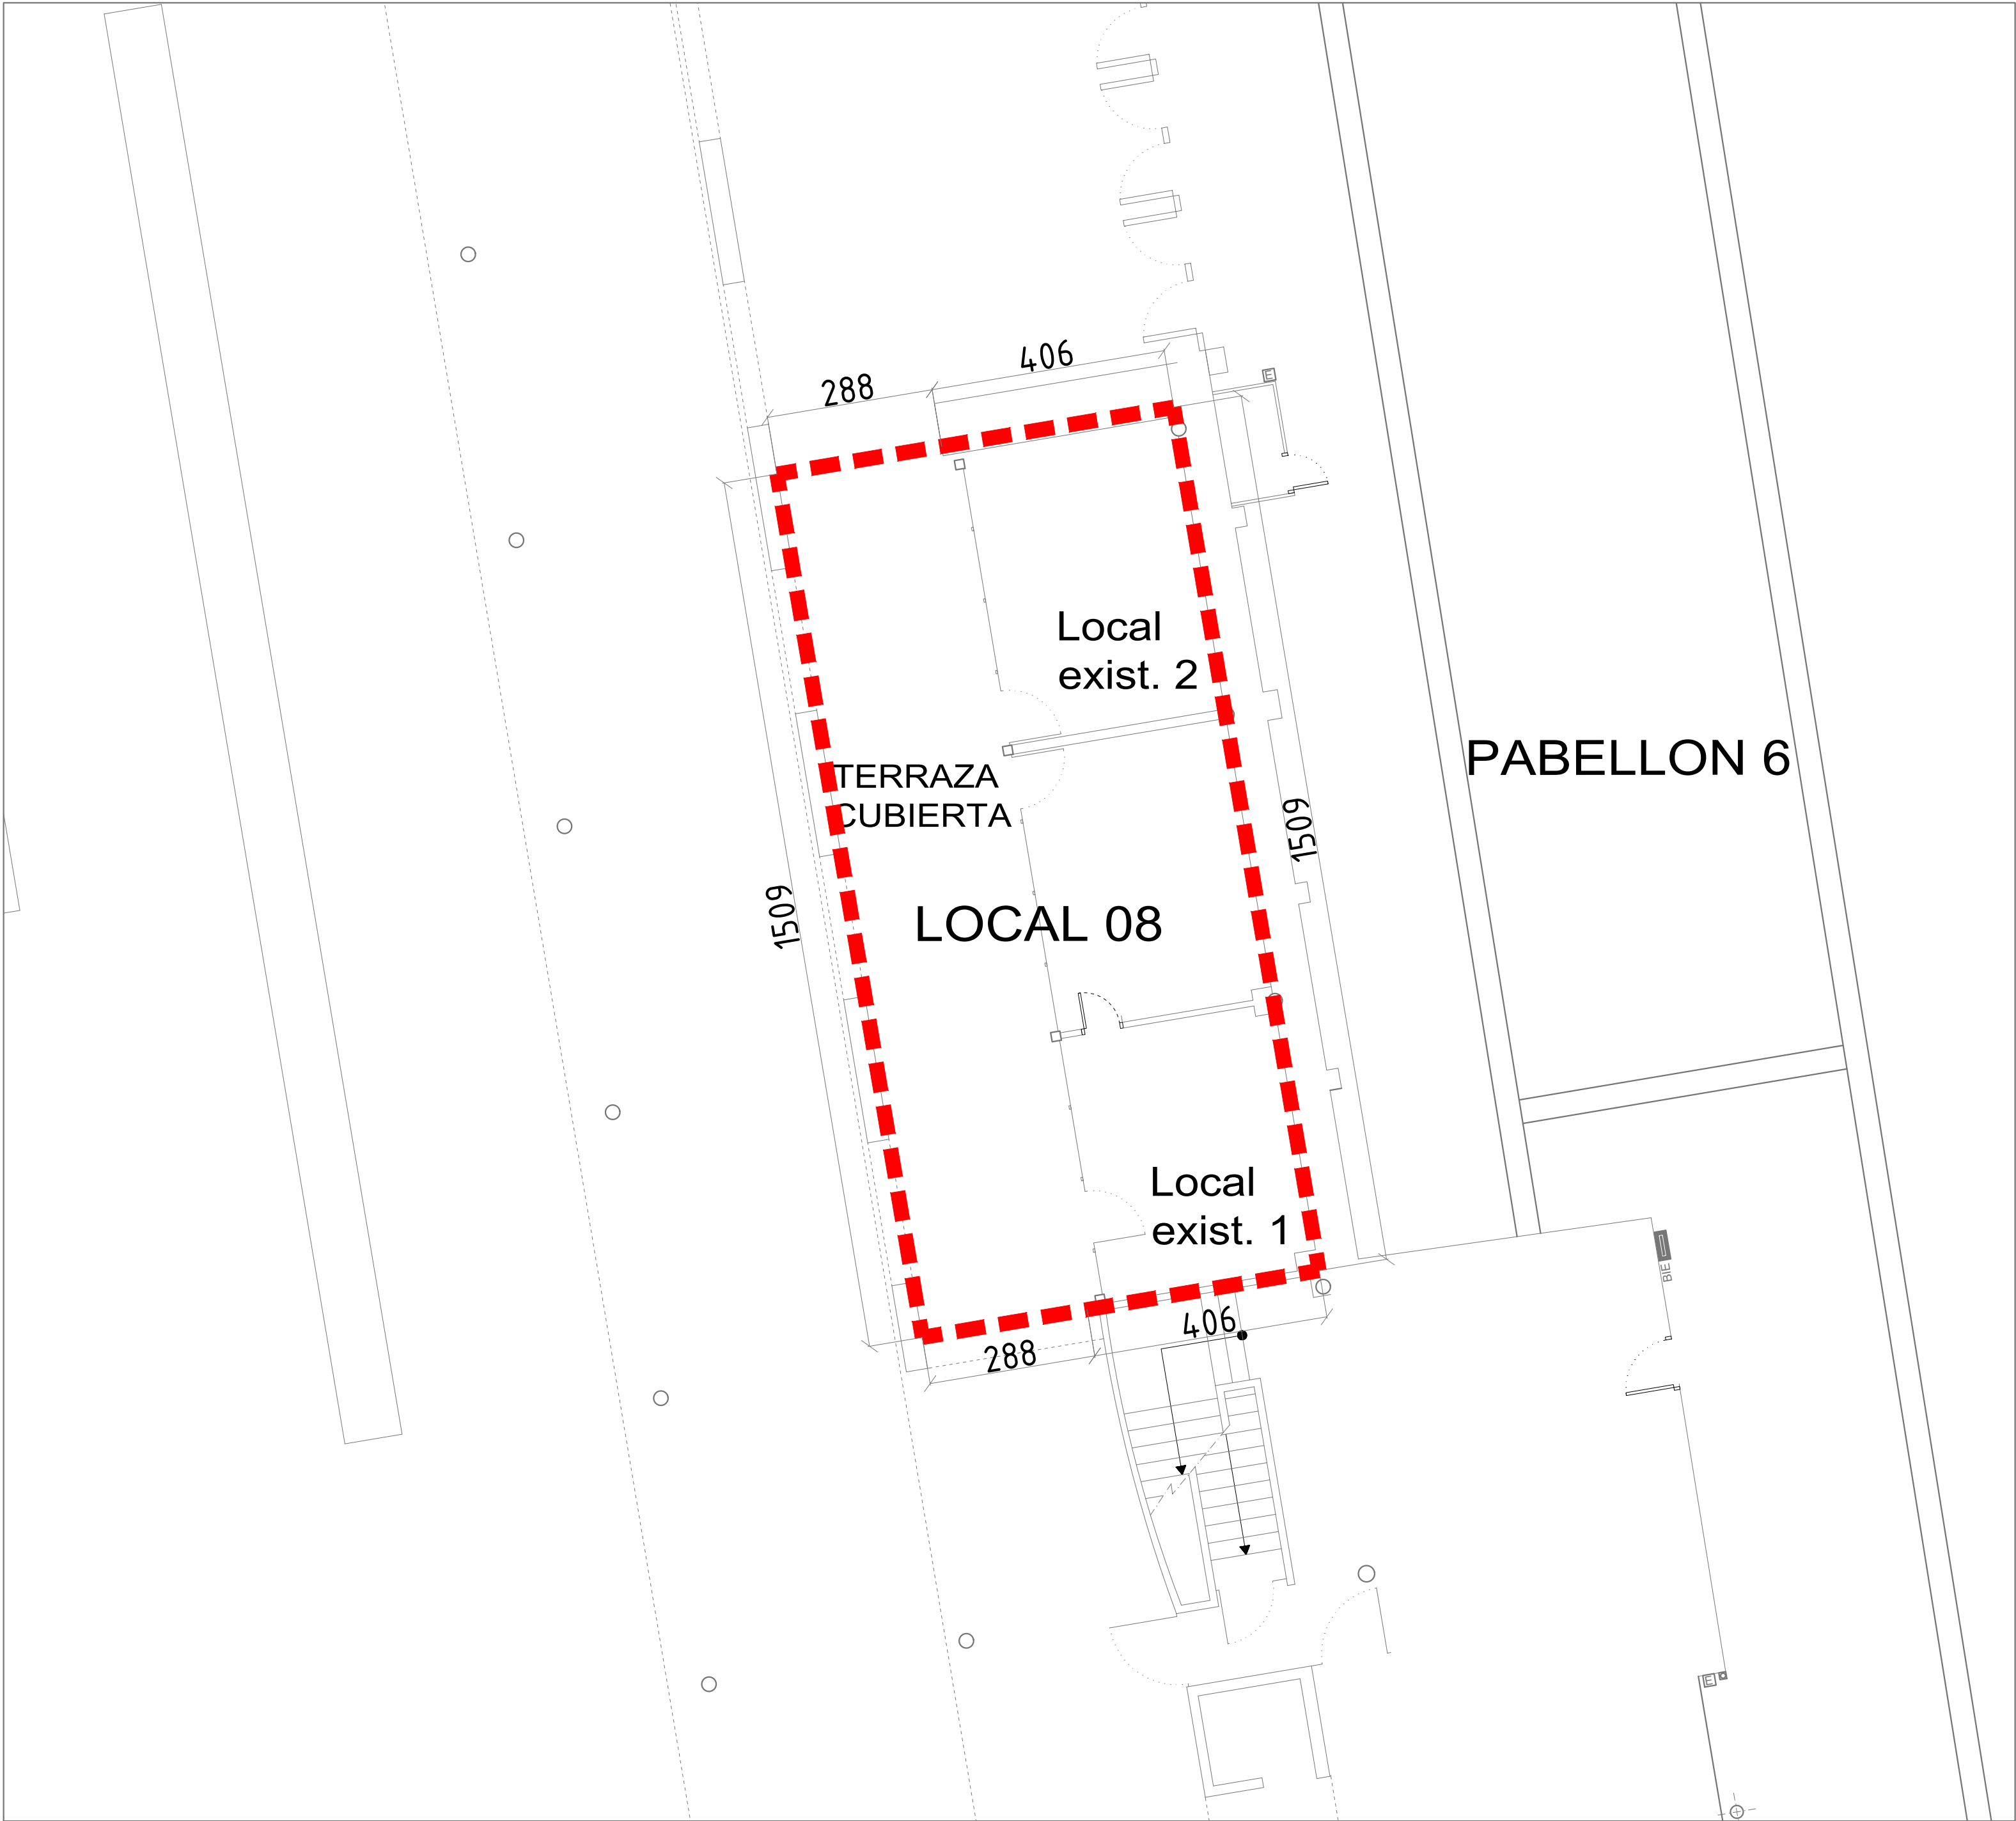 406
288
E
Local
exist. 2
PABELLON 6
TERRAZA
CUBIERTA
1509
1509
LOCAL 08
Local
exist. 1
BIE
406
288
E